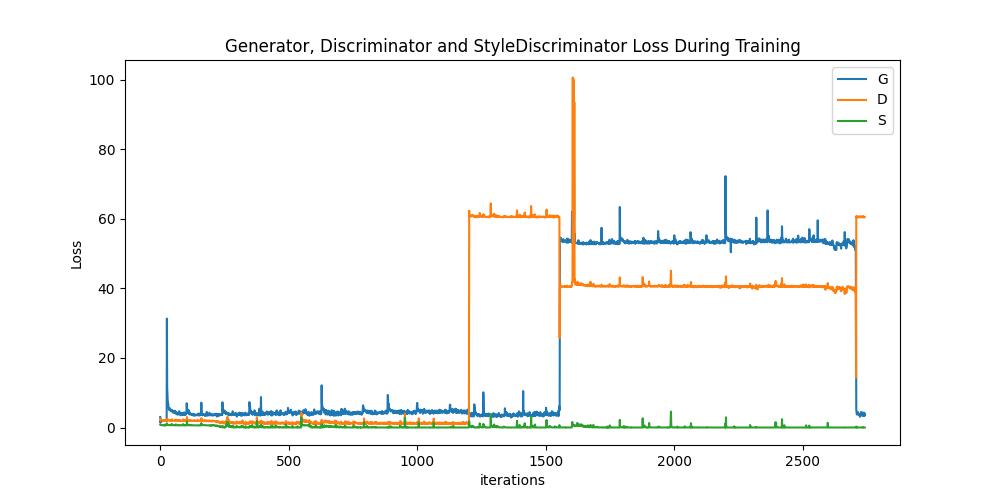 Generator, Discriminator and StyleDiscriminator Loss During Training
100
80
60
40
20
0
Loss
0 500 1000 1500 2000 2500
iterations
G
D
S